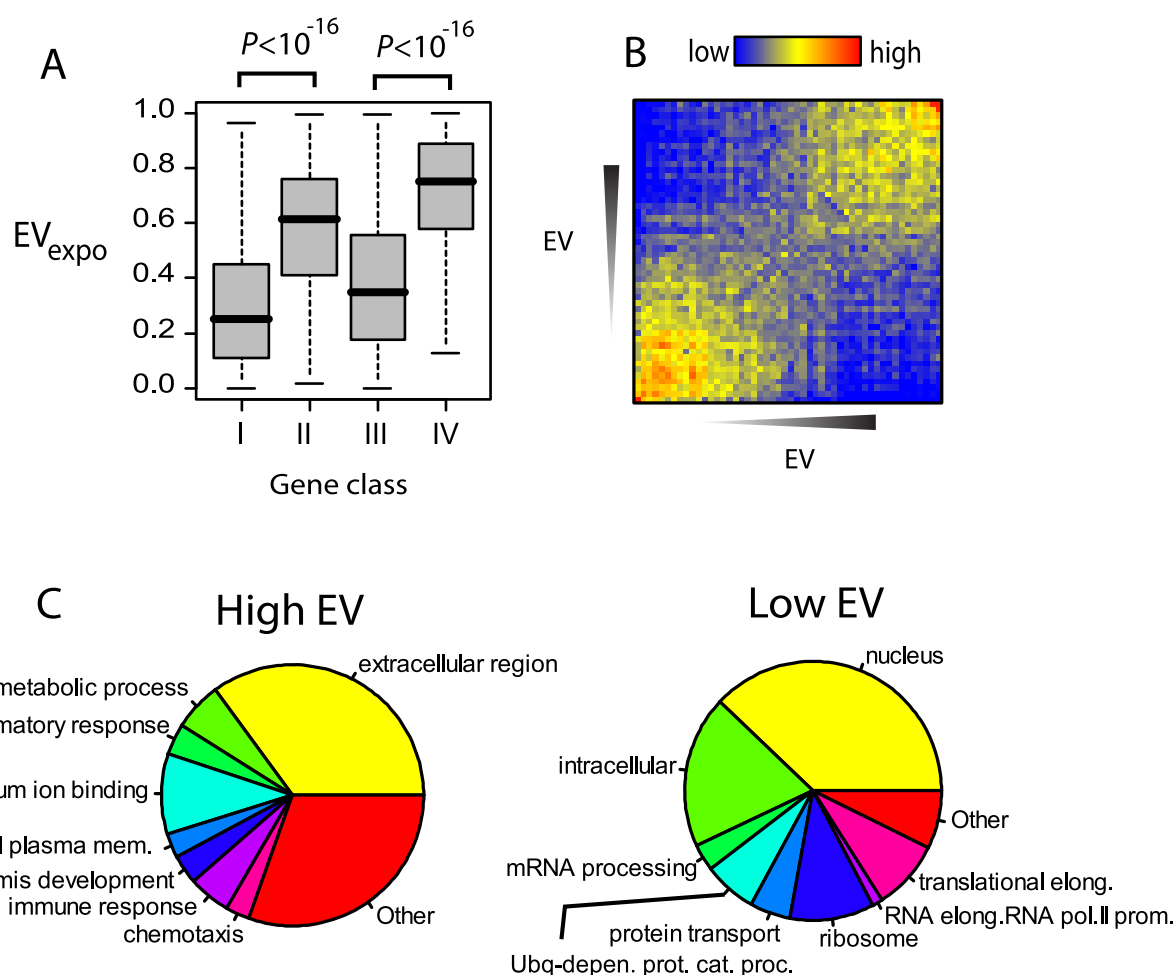 A
P<10^-16
P<10^-16
EV_expo
1.0
0.8
0.6
0.4
0.2
0.0
I II III IV
Gene class
B
low high
EV
EV
C
High EV
extracellular region
metabolic process
matory response
um ion binding
l plasma mem.
mis development
immune response
chemotaxis
Other
Low EV
nucleus
intracellular
mRNA processing
Ubq-depen. prot. cat. proc.
protein transport
ribosome
RNA elong.RNA pol.II prom.
translational elong.
Other